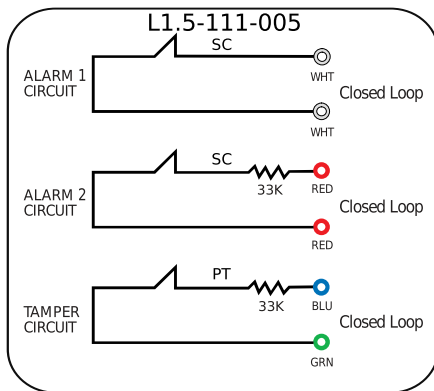 L1.5-111-005
SC
WHT
ALARM 1
CIRCUIT
Closed Loop
WHT
SC
33K
RED
ALARM 2
CIRCUIT
Closed Loop
RED
PT
33K
BLU
TAMPER
CIRCUIT
Closed Loop
GRN